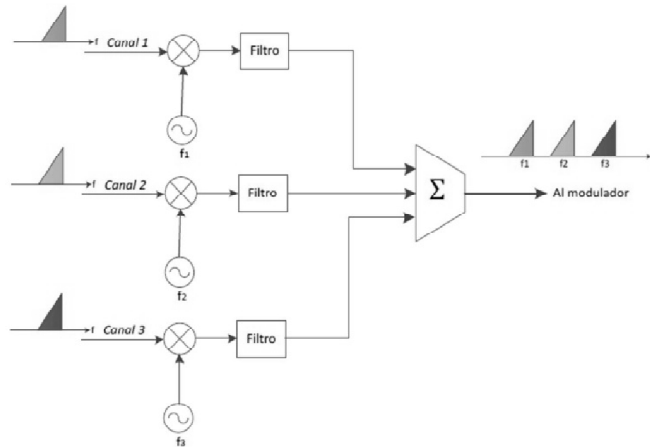 f Canal 1
Filtro
f1
f1 f2 f3
f Canal 2
Filtro
Σ
Al modulador
f2
f Canal 3
Filtro
f3